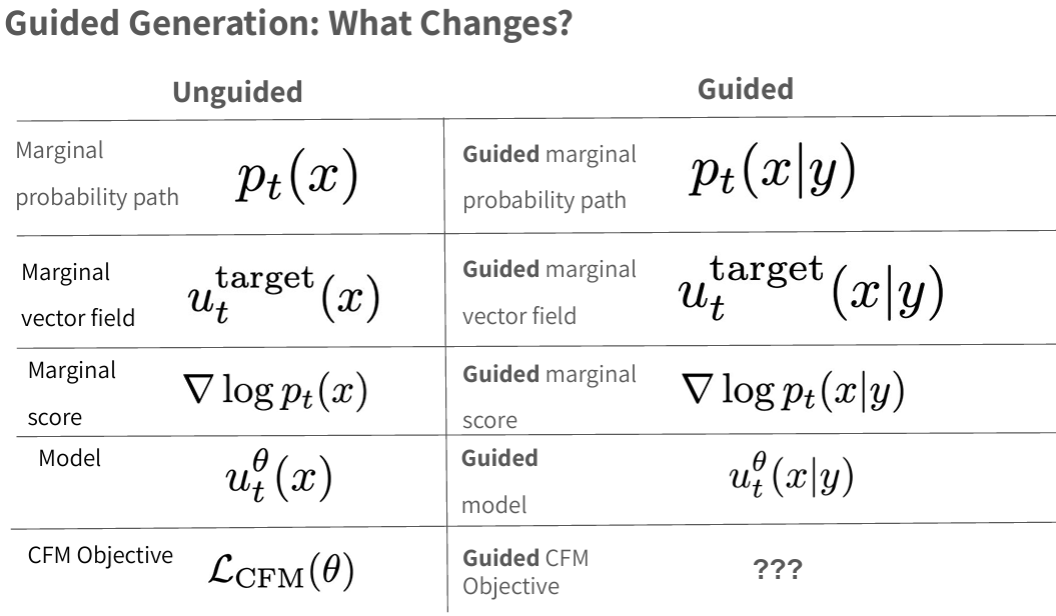 Guided Generation: What Changes?
Unguided
Guided
Marginal
probability path
$p_t(x)$
Guided marginal
probability path
$p_t(x|y)$
Marginal
vector field
$u_t^{\text{target}}(x)$
Guided marginal
vector field
$u_t^{\text{target}}(x|y)$
Marginal
score
$\nabla \log p_t(x)$
Guided marginal
score
$\nabla \log p_t(x|y)$
Model
$u_t^\theta(x)$
Guided
model
$u_t^\theta(x|y)$
CFM Objective
$\mathcal{L}_{\text{CFM}}(\theta)$
Guided CFM
Objective
???